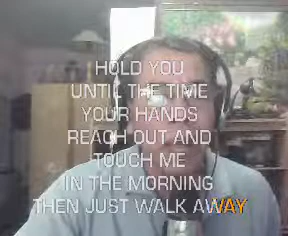 HOLD YOU
UNTIL THE TIME
YOUR HANDS
REACH OUT AND
TOUCH ME
IN THE MORNING
THEN JUST WALK AWAY